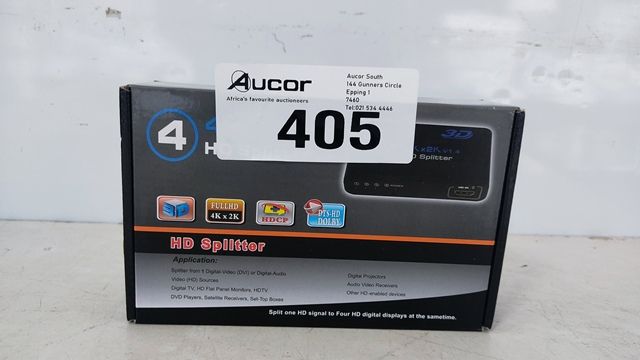 Aucor
Africa's favourite auctioneers
Aucor South
144 Gunners Circle
Epping 1
7460
Tel:021 534 4446
405
4
3D
x2K V1.4
Splitter
FULLHD
4K x 2K
HDCP
DTS-HD
DOLBY
HD Splitter
Application:
Splitter from 1 Digital-Video (DVI) or Digital-Audio
Video (HD) Sources
Digital TV, HD Flat Panel Monitors, HDTV
DVD Players, Satellite Receivers, Set-Top Boxes
Digital Projectors
Audio Video Receivers
Other HD-enabled devices
Split one HD signal to Four HD digital displays at the sametime.